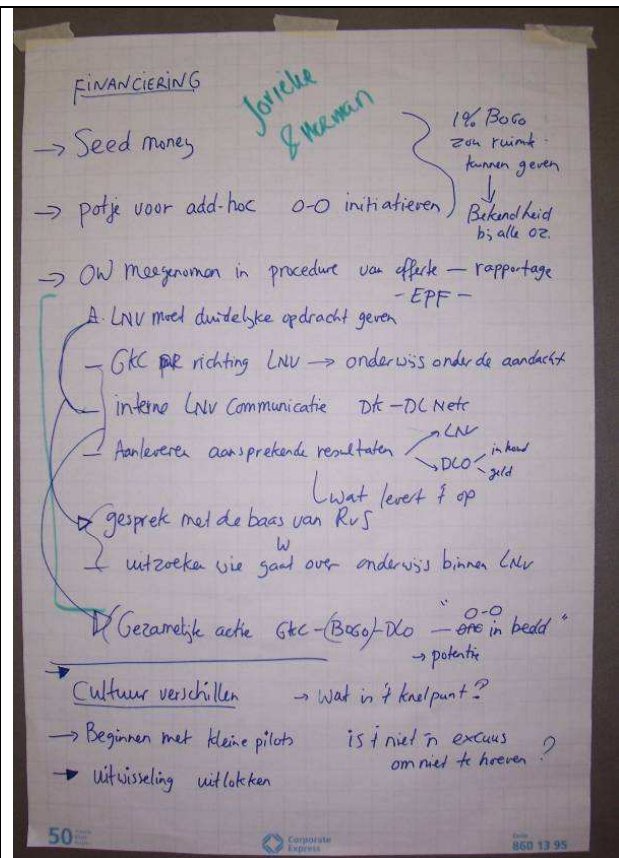 FINANCIERING
Jorieke
& Herman
→ Seed money
1% BOGO
zou ruimte
kunnen geven
↓
Bekendheid
bij alle oz.
→ potje voor add-hoc O-O initiatieven
→ OW meegenomen in procedure van offerte — rapportage
- EPF -
A. LNV moet duidelijke opdracht geven
- GKC richting LNV → onderwijs onder de aandacht
- interne LNV communicatie DK - DLNetc
- Aanleveren aansprekende resultaten → LNV
→ DLO - inhoud
- geld
wat levert 't op
gesprek met de baas van RvS
- uitzoeken wie gaat over onderwijs binnen LNV
W
Gezamelijke actie GKC-(BOGO)-DLO — "O-O in bedd"
→ potentie
Cultuur verschillen → wat is 't knelpunt?
→ Beginnen met kleine pilots
is 't niet 'n excuus
om niet te hoeven?
→ uitwisseling uitlokken
50
Corporate
Express
860 13 95